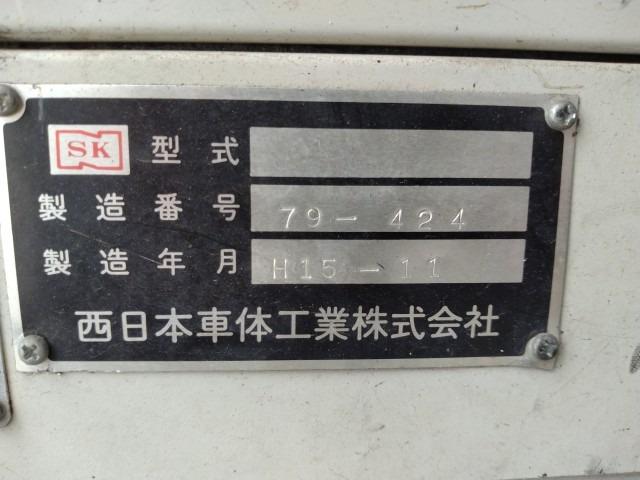 SK 型式
製造番号 79-424
製造年月 H15-11
西日本車体工業株式会社